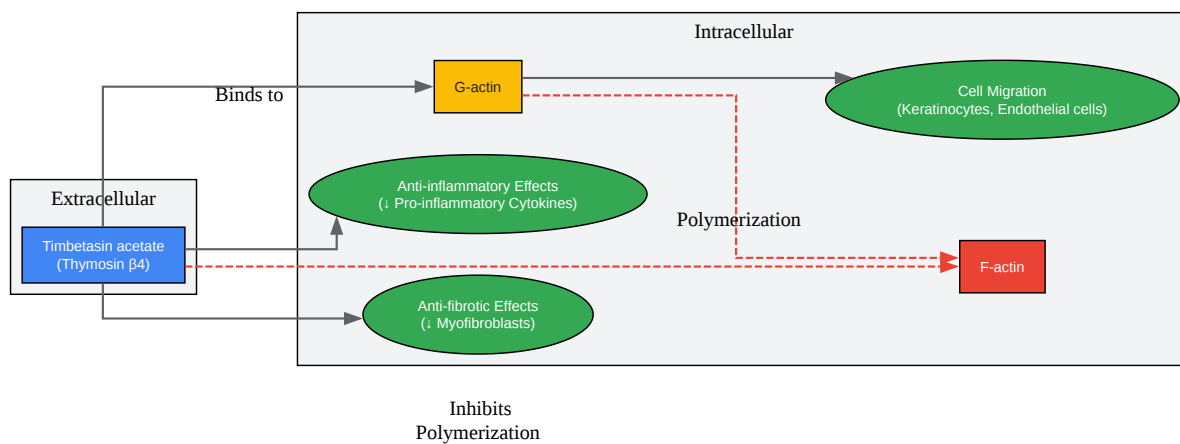 Intracellular
G-actin
Cell Migration
(Keratinocytes, Endothelial cells)
Binds to
Extracellular
Anti-inflammatory Effects
(↓ Pro-inflammatory Cytokines)
Polymerization
Timbetasin acetate
(Thymosin β4)
F-actin
Anti-fibrotic Effects
(↓ Myofibroblasts)
Inhibits
Polymerization